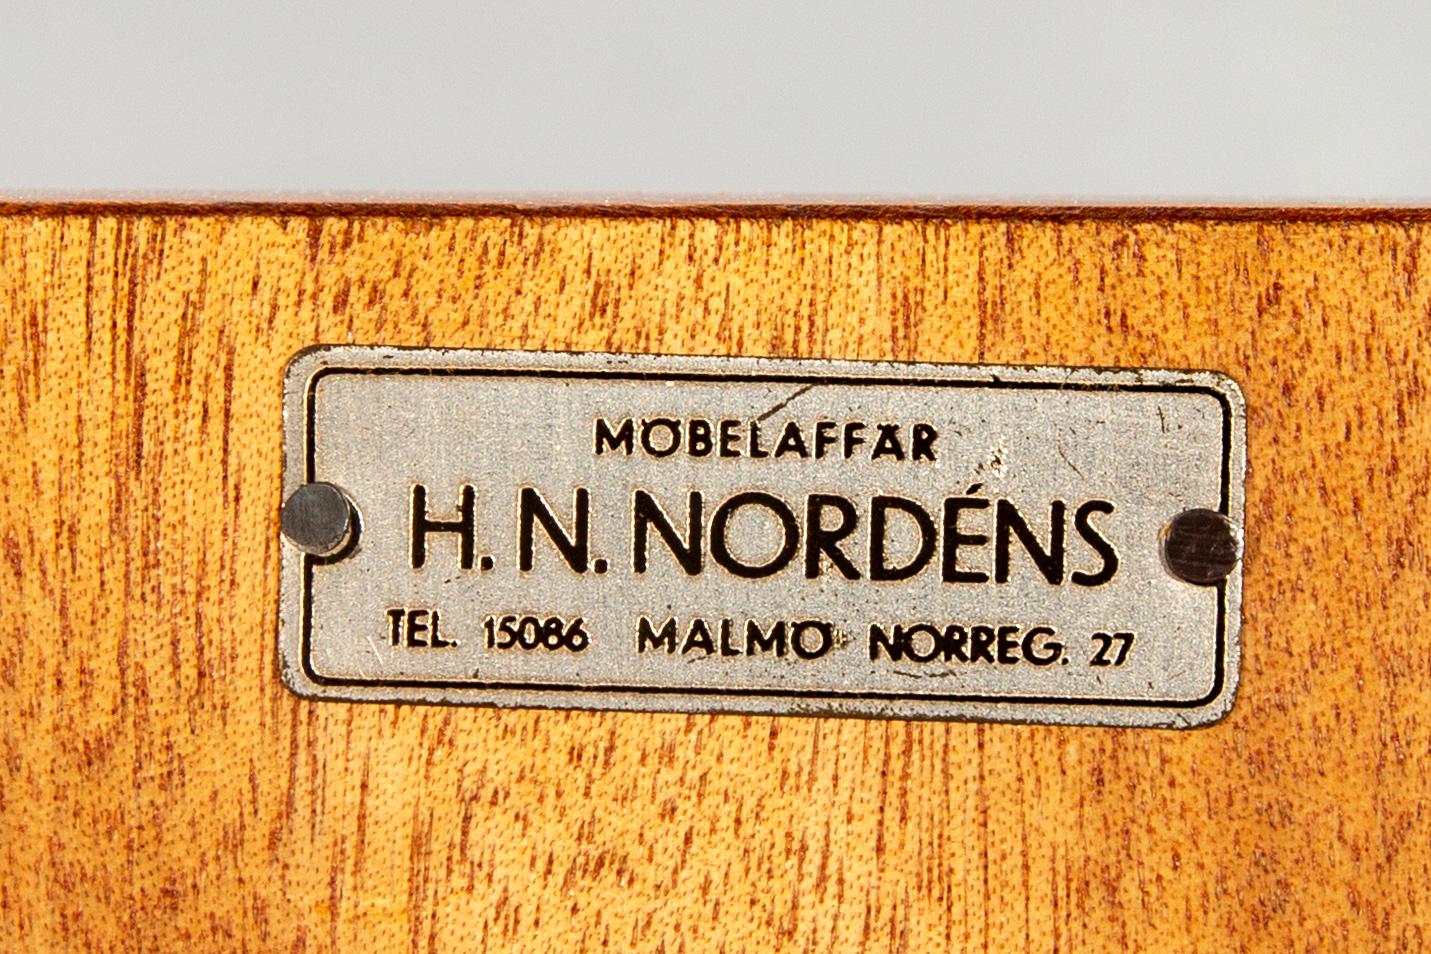 MÖBELAFFÄR
H. N. NORDÉNS
TEL. 15086 MALMÖ NORREG. 27